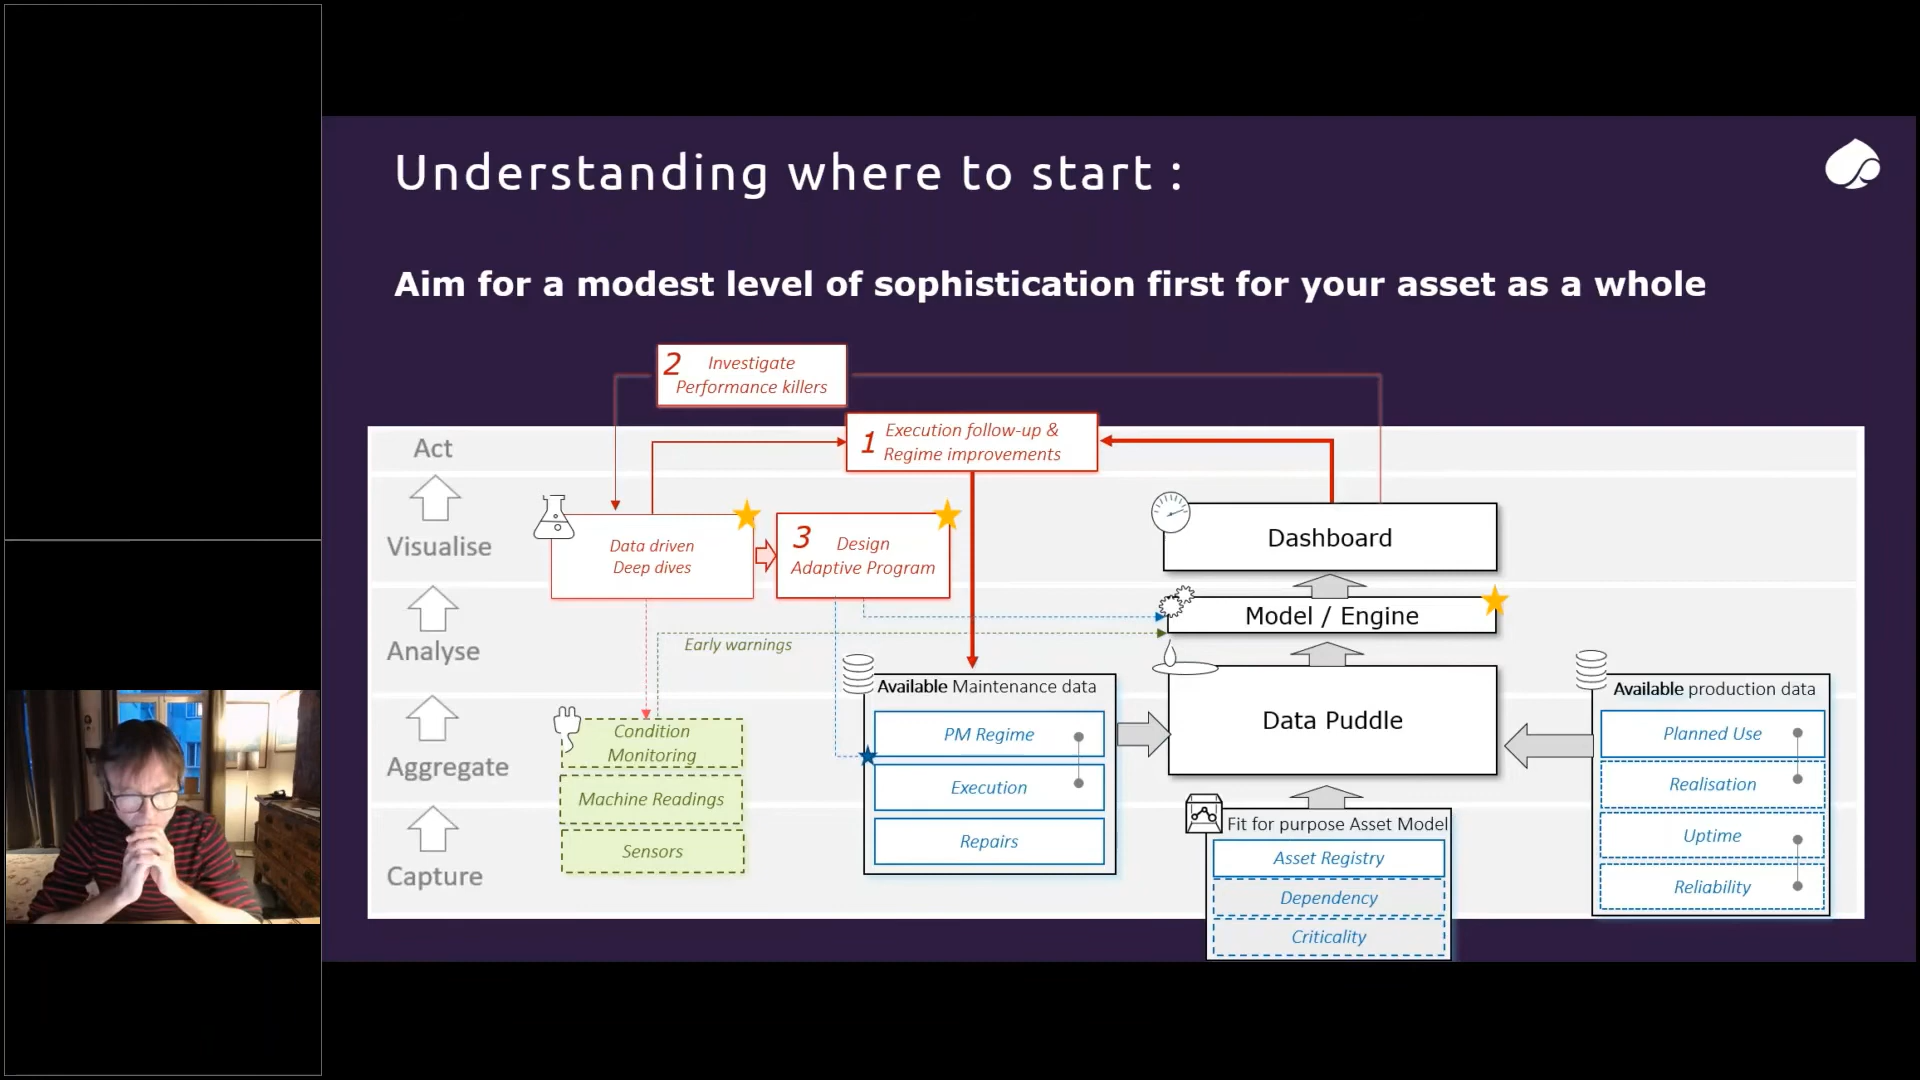 Understanding where to start :
Aim for a modest level of sophistication first for your asset as a whole
2 Investigate
Performance killers
Act
1 Execution follow-up &
Regime improvements
Visualise
Data driven
Deep dives
3 Design
Adaptive Program
Dashboard
Model / Engine
Analyse
Early warnings
Available Maintenance data
Available production data
Data Puddle
Condition
Monitoring
PM Regime
Planned Use
Aggregate
Machine Readings
Execution
Realisation
Fit for purpose Asset Model
Uptime
Capture
Sensors
Repairs
Asset Registry
Reliability
Dependency
Criticality